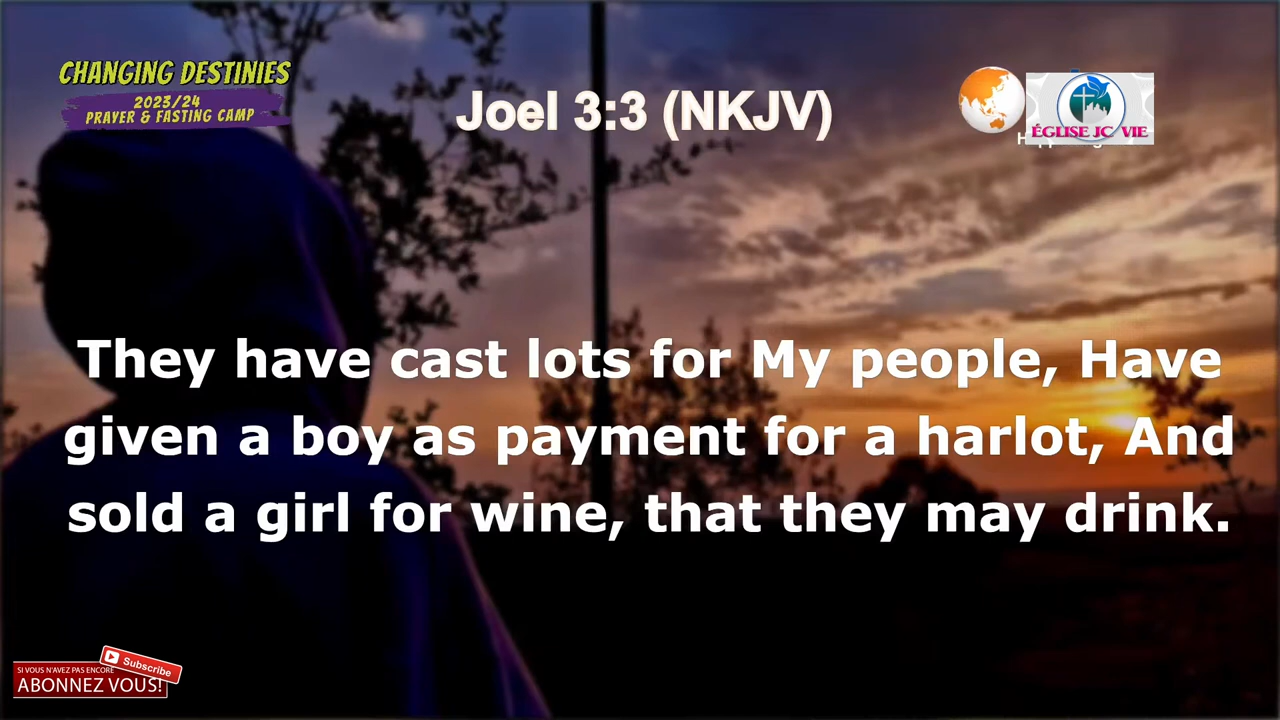 CHANGING DESTINIES
2023/24
PRAYER & FASTING CAMP
Joel 3:3 (NKJV)
ÉGLISE JC VIE
They have cast lots for My people, Have
given a boy as payment for a harlot, And
sold a girl for wine, that they may drink.
Subscribe
SI VOUS N'AVEZ PAS ENCORE
ABONNEZ VOUS!